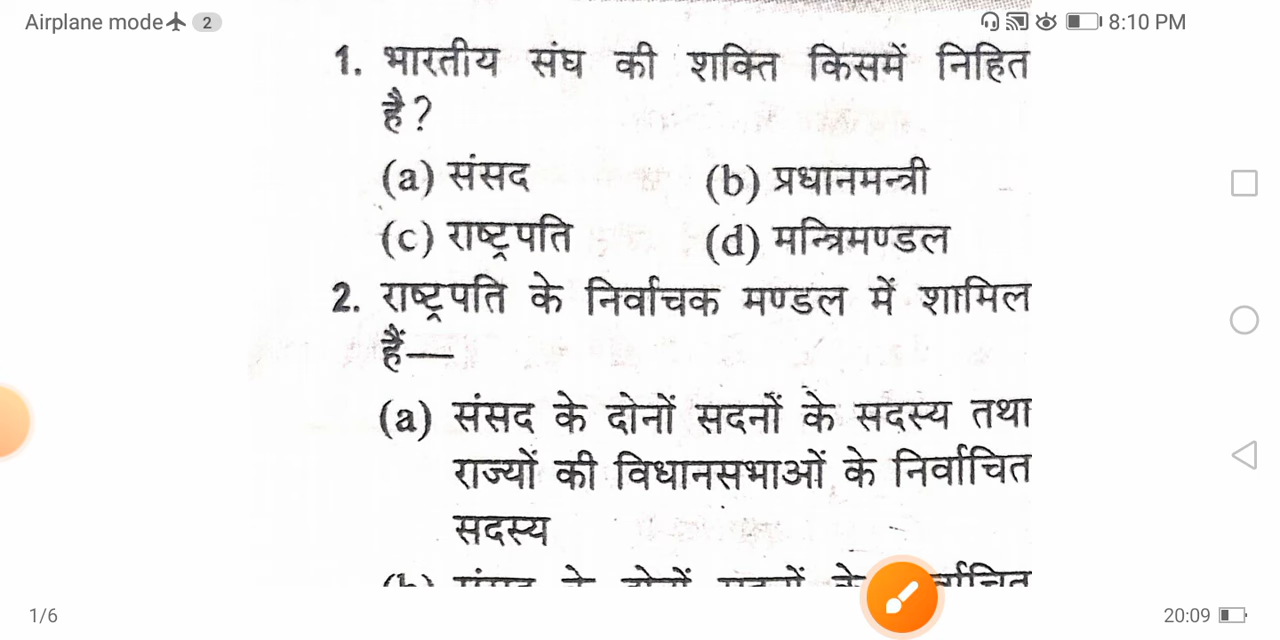 Airplane mode 2 8:10 PM
1. भारतीय संघ की शक्ति किसमें निहित
है?
(a) संसद (b) प्रधानमन्त्री
(c) राष्ट्रपति (d) मन्त्रिमण्डल
2. राष्ट्रपति के निर्वाचक मण्डल में शामिल
हैं—
(a) संसद के दोनों सदनों के सदस्य तथा
राज्यों की विधानसभाओं के निर्वाचित
सदस्य
1/6 20:09